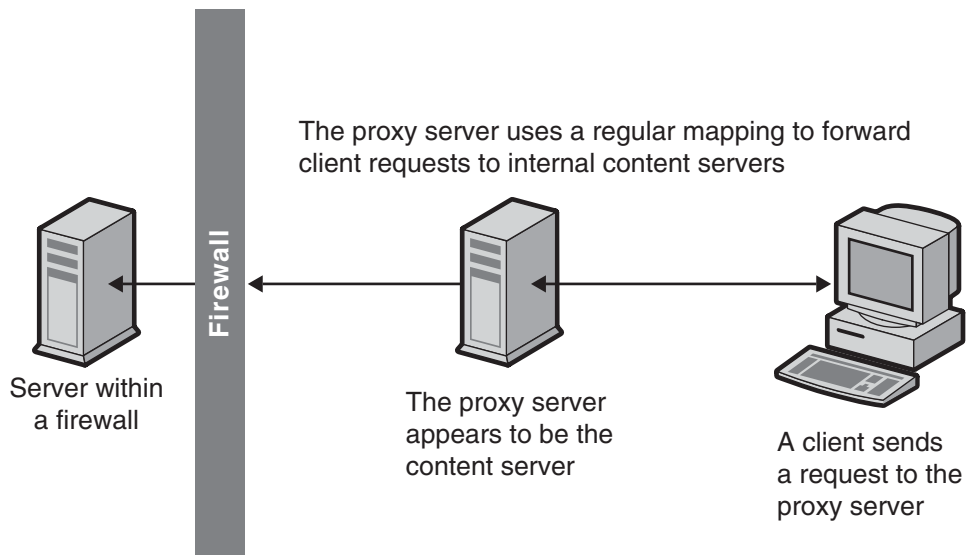 The proxy server uses a regular mapping to forward
client requests to internal content servers
Firewall
Server within
a firewall
The proxy server
appears to be the
content server
A client sends
a request to the
proxy server